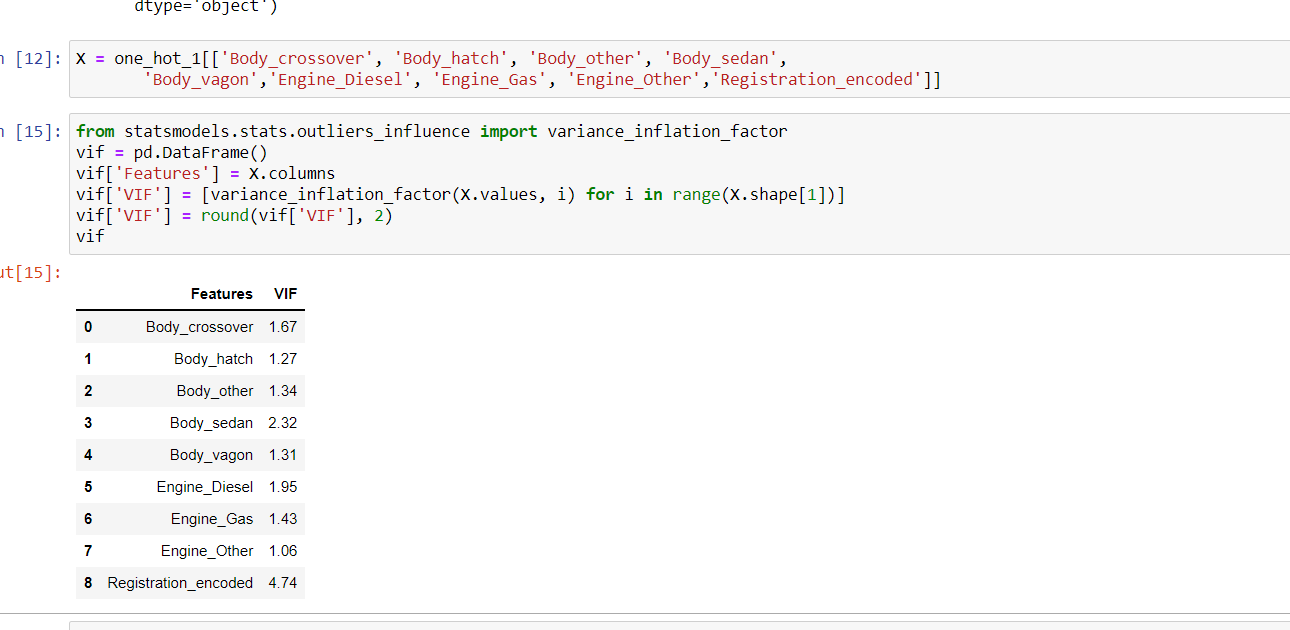 dtype='object')
n [12]: X = one_hot_1[['Body_crossover', 'Body_hatch', 'Body_other', 'Body_sedan',
'Body_vagon','Engine_Diesel', 'Engine_Gas', 'Engine_Other','Registration_encoded']]
n [15]: from statsmodels.stats.outliers_influence import variance_inflation_factor
vif = pd.DataFrame()
vif['Features'] = X.columns
vif['VIF'] = [variance_inflation_factor(X.values, i) for i in range(X.shape[1])]
vif['VIF'] = round(vif['VIF'], 2)
vif
ut[15]:
Features VIF
0 Body_crossover 1.67
1 Body_hatch 1.27
2 Body_other 1.34
3 Body_sedan 2.32
4 Body_vagon 1.31
5 Engine_Diesel 1.95
6 Engine_Gas 1.43
7 Engine_Other 1.06
8 Registration_encoded 4.74